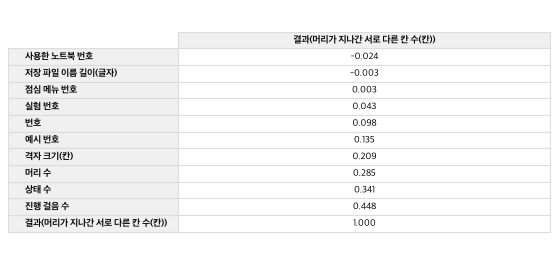 결과(머리가 지나간 서로 다른 칸 수(칸))
사용한 노트북 번호 -0.024
저장 파일 이름 길이(글자) -0.003
점심 메뉴 번호 0.003
실험 번호 0.043
번호 0.098
예시 번호 0.135
격자 크기(칸) 0.209
머리 수 0.285
상태 수 0.341
진행 걸음 수 0.448
결과(머리가 지나간 서로 다른 칸 수(칸)) 1.000